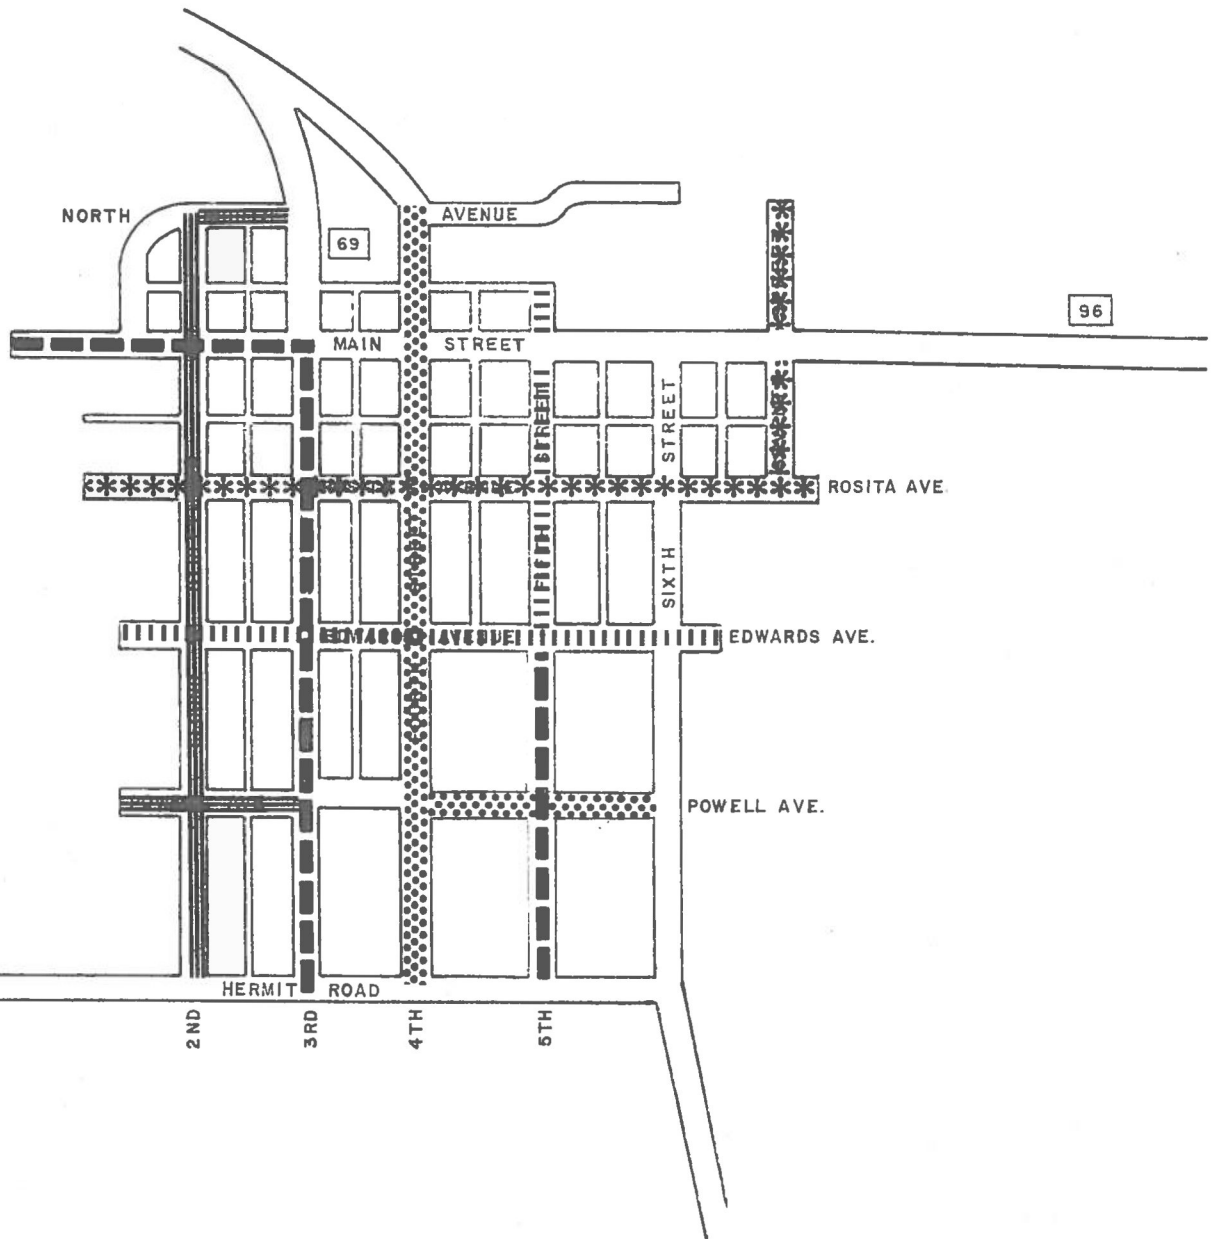 NORTH
AVENUE
69
96
MAIN STREET
STREET
STREET
ROSITA AVE.
FIFTH
SIXTH
EDWARDS AVE.
AVENUE
POWELL AVE.
HERMIT ROAD
2ND
3RD
4TH
5TH